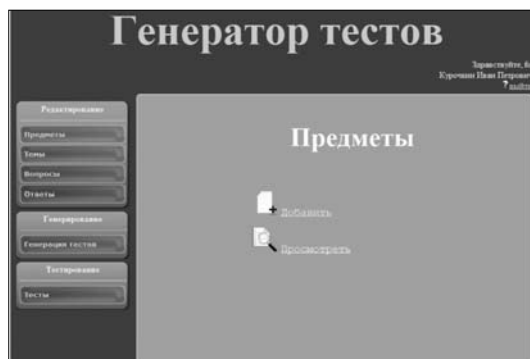 Генератор тестов
Здравствуйте,
Курочкин Иван Петрович
? выйти
Редактирование
Предметы
Темы
Вопросы
Ответы
Генерирование
Генерация тестов
Тестирование
Тесты
Предметы
Добавить
Просмотреть